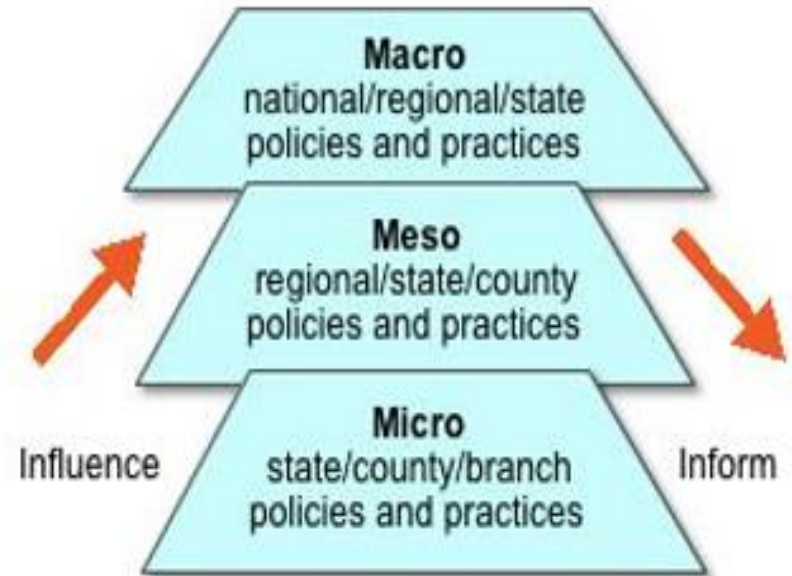 Macro
national/regional/state
policies and practices
Meso
regional/state/county
policies and practices
Micro
state/county/branch
policies and practices
Influence
Inform